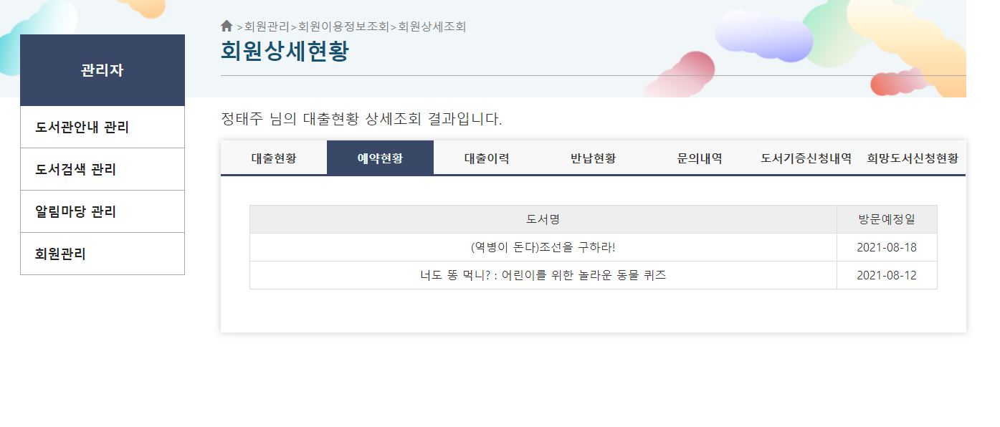 >회원관리>회원이용정보조회>회원상세조회
회원상세현황
관리자
도서관안내 관리
도서검색 관리
알림마당 관리
회원관리
정태주 님의 대출현황 상세조회 결과입니다.
대출현황 예약현황 대출이력 반납현황 문의내역 도서기증신청내역 희망도서신청현황
도서명 방문예정일
(역병이 돈다)조선을 구하라! 2021-08-18
너도 똥 먹니? : 어린이를 위한 놀라운 동물 퀴즈 2021-08-12